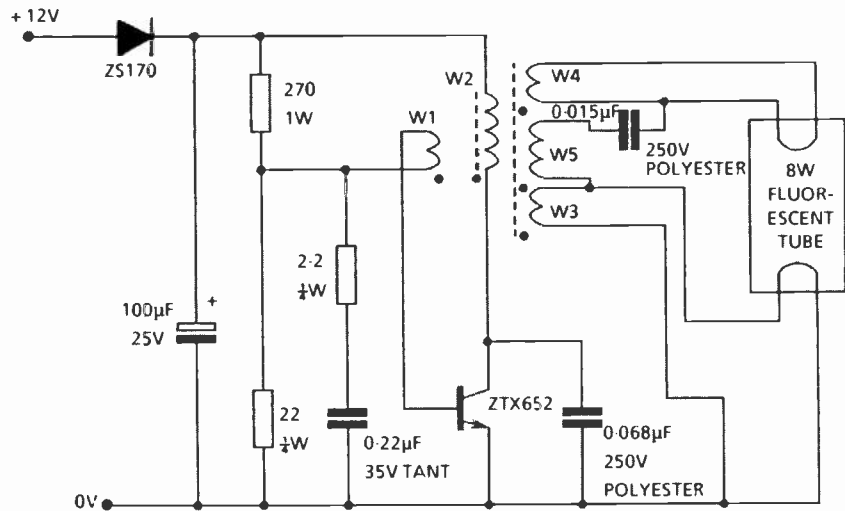 + 12V
ZS170
270
1W
W1
W2
W4
0·015µF
250V
POLYESTER
W5
W3
8W
FLUOR-
ESCENT
TUBE
2·2
¼W
100µF
+
25V
22
¼W
0·22µF
35V TANT
ZTX652
0·068µF
250V
POLYESTER
0V